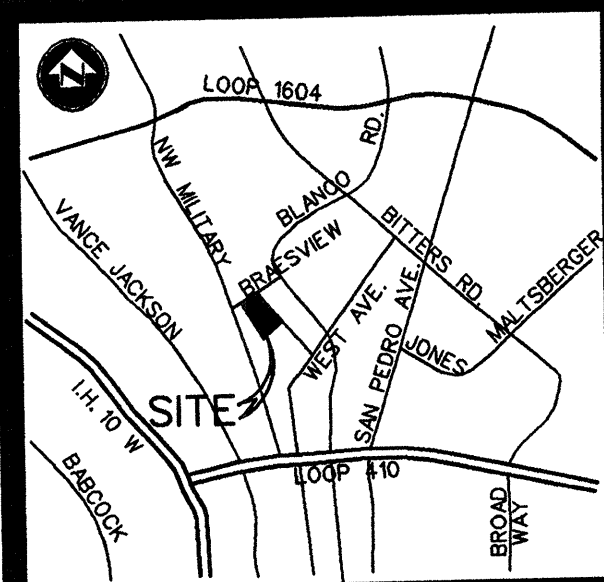 N
LOOP 1604
NW MILITARY
BLANCO RD.
BRAESVIEW
BITTERS RD.
VANCE JACKSON
WEST AVE.
SAN PEDRO AVE.
MALTSBERGER
JONES
I.H. 10 W
SITE
LOOP 410
BABCOCK
BROAD
WAY